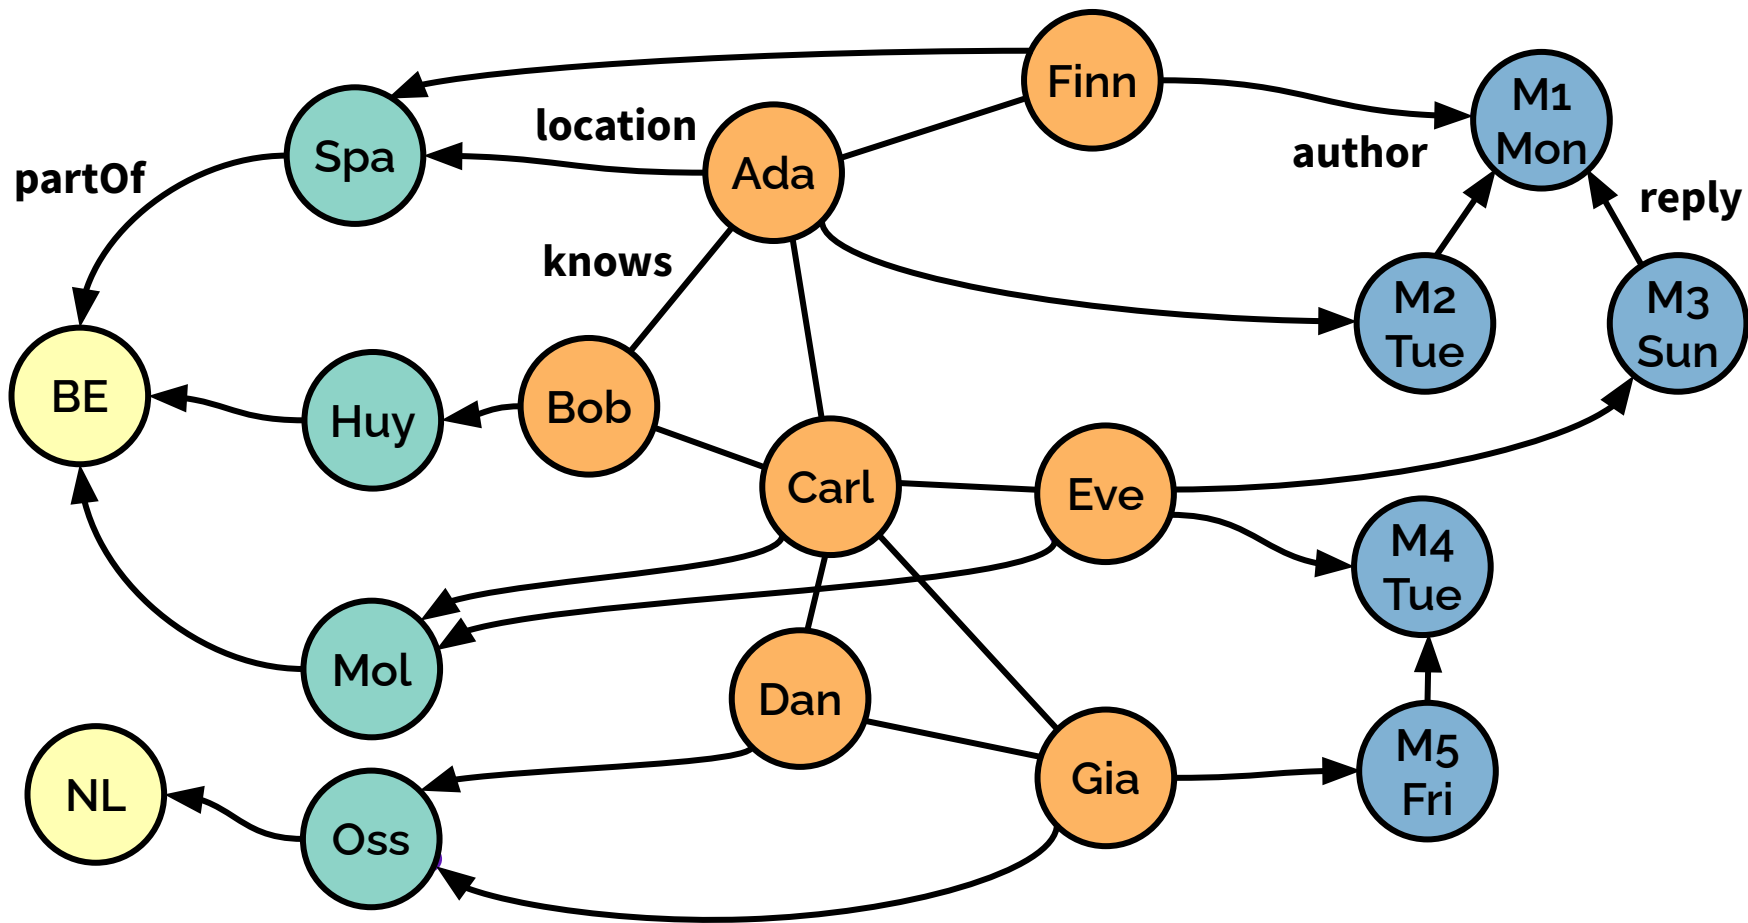 Finn
M1
Mon
location
Spa
Ada
author
partOf
reply
knows
M2
Tue
M3
Sun
BE
Huy
Bob
Carl
Eve
M4
Tue
Mol
Dan
M5
Fri
NL
Gia
Oss